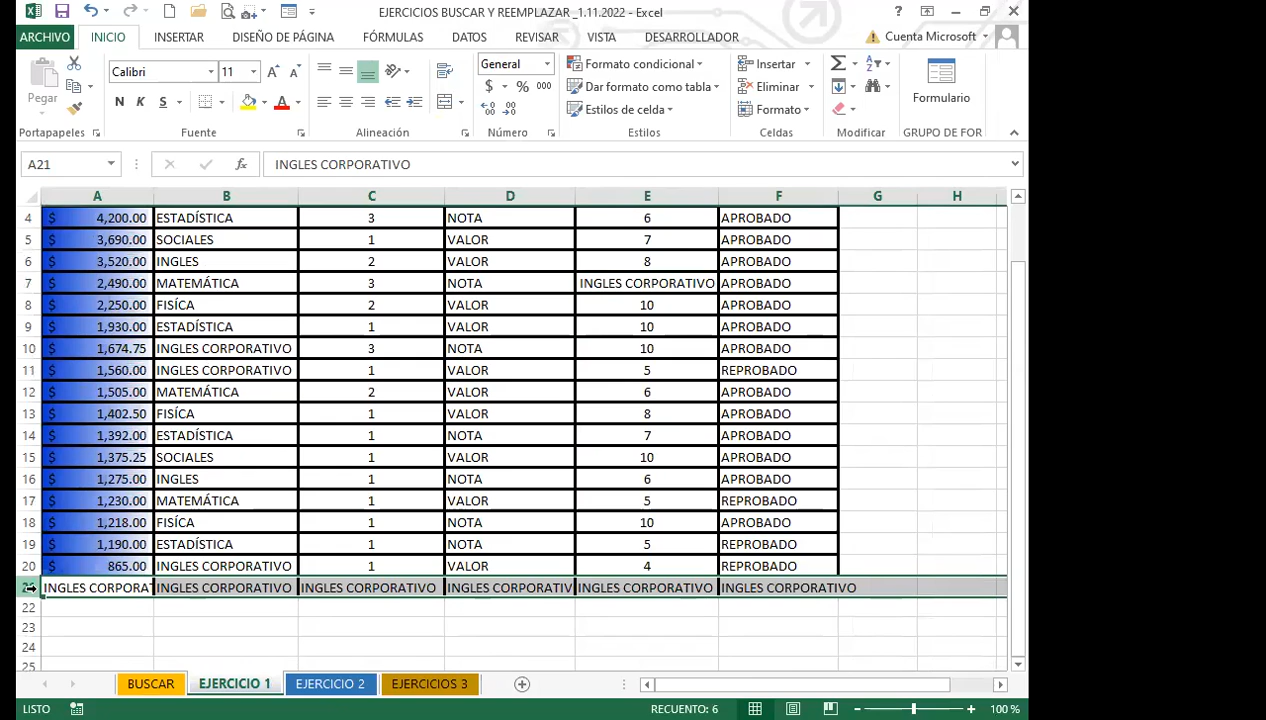 EJERCICIOS BUSCAR Y REEMPLAZAR _1.11.2022 - Excel
ARCHIVO INICIO INSERTAR DISEÑO DE PÁGINA FÓRMULAS DATOS REVISAR VISTA DESARROLLADOR Cuenta Microsoft
Pegar Calibri 11 General Formato condicional Insertar Formulario
N K S $ % 000 Dar formato como tabla Eliminar
Estilos de celda Formato
Portapapeles Fuente Alineación Número Estilos Celdas Modificar GRUPO DE FOR
A21 INGLES CORPORATIVO
A B C D E F G H
4 $ 4,200.00 ESTADÍSTICA 3 NOTA 6 APROBADO
5 $ 3,690.00 SOCIALES 1 VALOR 7 APROBADO
6 $ 3,520.00 INGLES 2 VALOR 8 APROBADO
7 $ 2,490.00 MATEMÁTICA 3 NOTA INGLES CORPORATIVO APROBADO
8 $ 2,250.00 FISÍCA 2 VALOR 10 APROBADO
9 $ 1,930.00 ESTADÍSTICA 1 VALOR 10 APROBADO
10 $ 1,674.75 INGLES CORPORATIVO 3 NOTA 10 APROBADO
11 $ 1,560.00 INGLES CORPORATIVO 1 VALOR 5 REPROBADO
12 $ 1,505.00 MATEMÁTICA 2 VALOR 6 APROBADO
13 $ 1,402.50 FISÍCA 1 VALOR 8 APROBADO
14 $ 1,392.00 ESTADÍSTICA 1 NOTA 7 APROBADO
15 $ 1,375.25 SOCIALES 1 VALOR 10 APROBADO
16 $ 1,275.00 INGLES 1 NOTA 6 APROBADO
17 $ 1,230.00 MATEMÁTICA 1 VALOR 5 REPROBADO
18 $ 1,218.00 FISÍCA 1 NOTA 10 APROBADO
19 $ 1,190.00 ESTADÍSTICA 1 NOTA 5 REPROBADO
20 $ 865.00 INGLES CORPORATIVO 1 VALOR 4 REPROBADO
INGLES CORPORAT INGLES CORPORATIVO INGLES CORPORATIVO INGLES CORPORATIV INGLES CORPORATIVO INGLES CORPORATIVO
22
23
24
25
BUSCAR EJERCICIO 1 EJERCICIO 2 EJERCICIOS 3
LISTO RECUENTO: 6 100 %